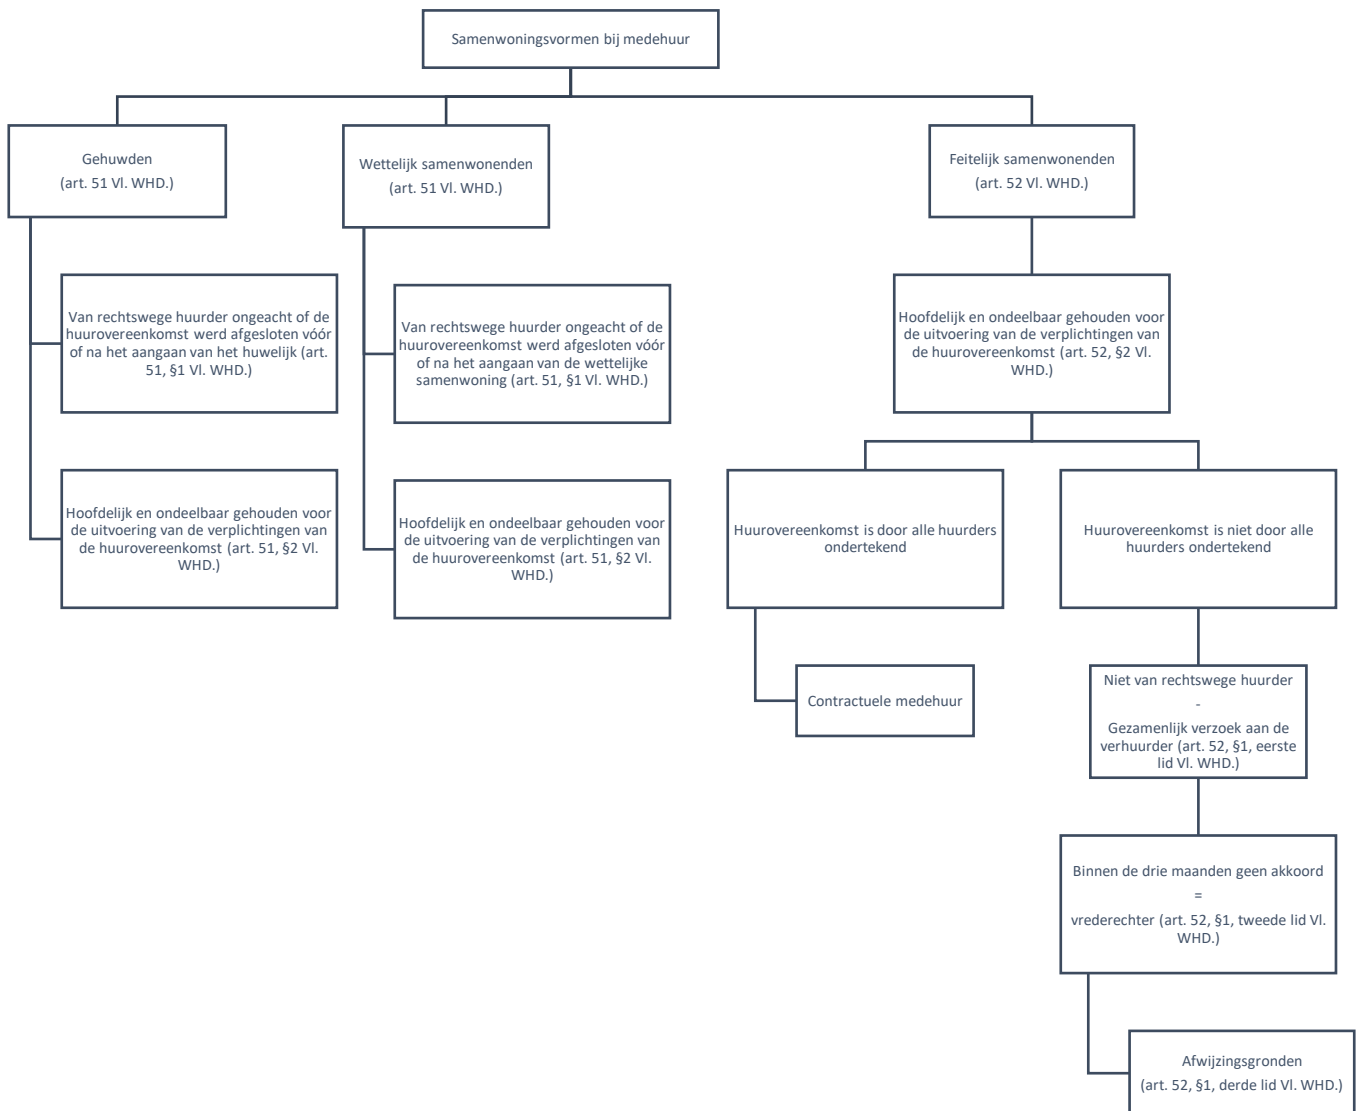 Samenwoningsvormen bij medehuur
Gehuwden
(art. 51 Vl. WHD.)
Van rechtswege huurder ongeacht of de
huurovereenkomst werd afgesloten vóór
of na het aangaan van het huwelijk (art.
51, §1 Vl. WHD.)
Hoofdelijk en ondeelbaar gehouden voor
de uitvoering van de verplichtingen van
de huurovereenkomst (art. 51, §2 Vl.
WHD.)
Wettelijk samenwonenden
(art. 51 Vl. WHD.)
Van rechtswege huurder ongeacht of de
huurovereenkomst werd afgesloten vóór
of na het aangaan van de wettelijke
samenwoning (art. 51, §1 Vl. WHD.)
Hoofdelijk en ondeelbaar gehouden voor
de uitvoering van de verplichtingen van
de huurovereenkomst (art. 51, §2 Vl.
WHD.)
Feitelijk samenwonenden
(art. 52 Vl. WHD.)
Hoofdelijk en ondeelbaar gehouden voor
de uitvoering van de verplichtingen van
de huurovereenkomst (art. 52, §2 Vl.
WHD.)
Huurovereenkomst is door alle huurders
ondertekend
Contractuele medehuur
Huurovereenkomst is niet door alle
huurders ondertekend
Niet van rechtswege huurder
-
Gezamenlijk verzoek aan de
verhuurder (art. 52, §1, eerste
lid Vl. WHD.)
Binnen de drie maanden geen akkoord
=
vrederechter (art. 52, §1, tweede lid Vl.
WHD.)
Afwijzingsgronden
(art. 52, §1, derde lid Vl. WHD.)